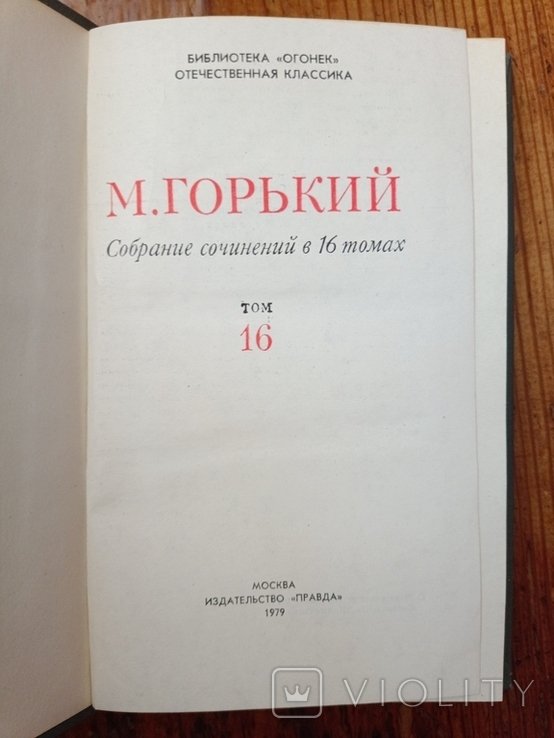 БИБЛИОТЕКА «ОГОНЕК»
ОТЕЧЕСТВЕННАЯ КЛАССИКА
М.ГОРЬКИЙ
Собрание сочинений в 16 томах
ТОМ
16
МОСКВА
ИЗДАТЕЛЬСТВО «ПРАВДА»
1979
VIOLITY